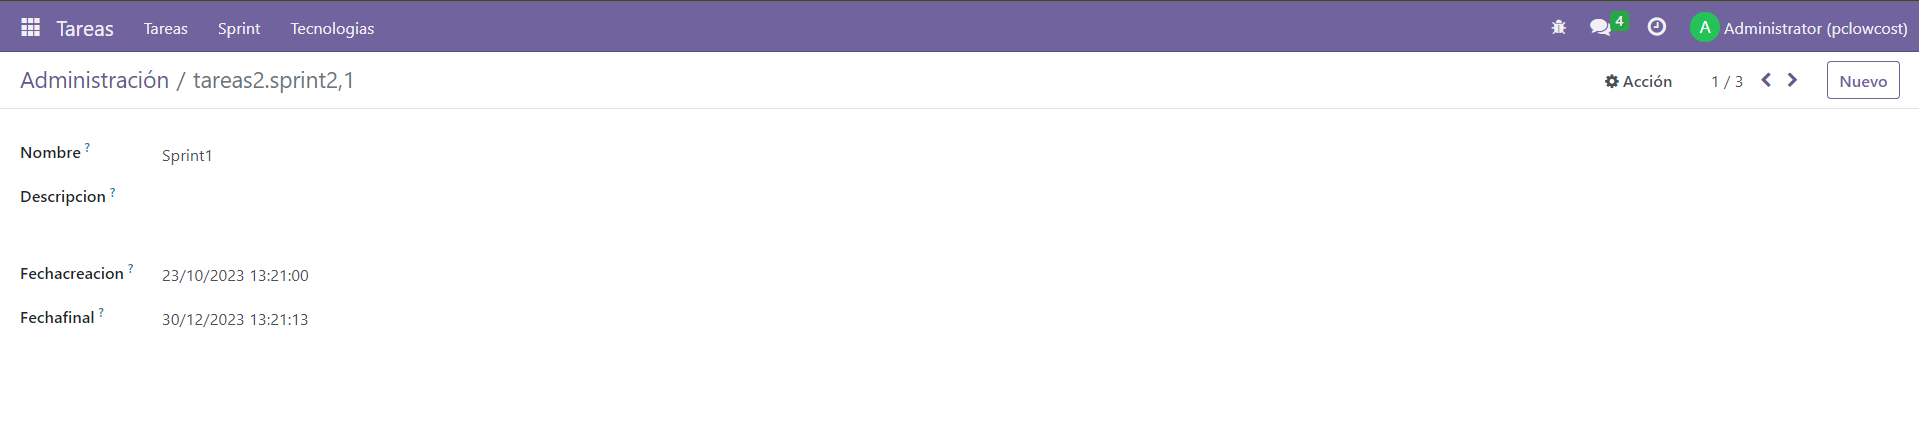 Tareas Tareas Sprint Tecnologias 4 A Administrator (pclowcost)
Administración / tareas2.sprint2,1 Acción 1 / 3 Nuevo
Nombre ? Sprint1
Descripcion ?
Fechacreacion ? 23/10/2023 13:21:00
Fechafinal ? 30/12/2023 13:21:13